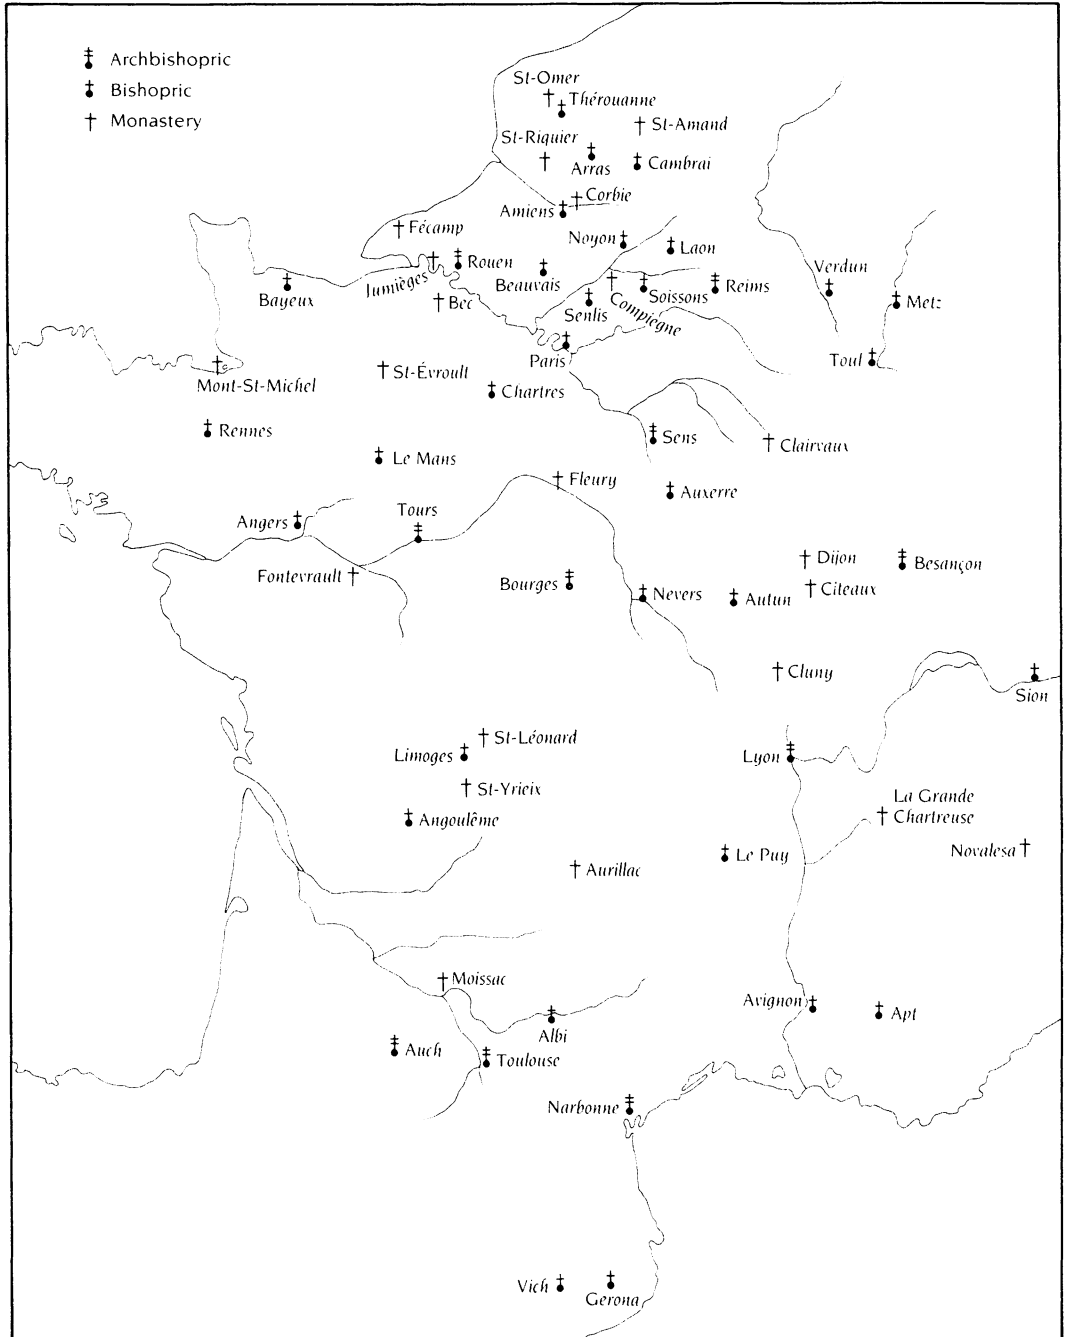 Archbishopric
Bishopric
Monastery
St-Omer
Thérouanne
St-Amand
St-Riquier
Arras
Cambrai
Corbie
Amiens
Fécamp
Noyon
Laon
Rouen
Jumièges
Beauvais
Verdun
Bayeux
Bec
Soissons
Reims
Metz
Senlis
Compiègne
Paris
Toul
Mont-St-Michel
St-Évroult
Chartres
Rennes
Sens
Clairvaux
Le Mans
Fleury
Auxerre
Angers
Tours
Dijon
Besançon
Fontevrault
Bourges
Nevers
Autun
Cîteaux
Cluny
Sion
St-Léonard
Limoges
Lyon
St-Yrieix
La Grande
Chartreuse
Angoulême
Le Puy
Novalesa
Aurillac
Moissac
Avignon
Apt
Albi
Auch
Toulouse
Narbonne
Vich
Gerona